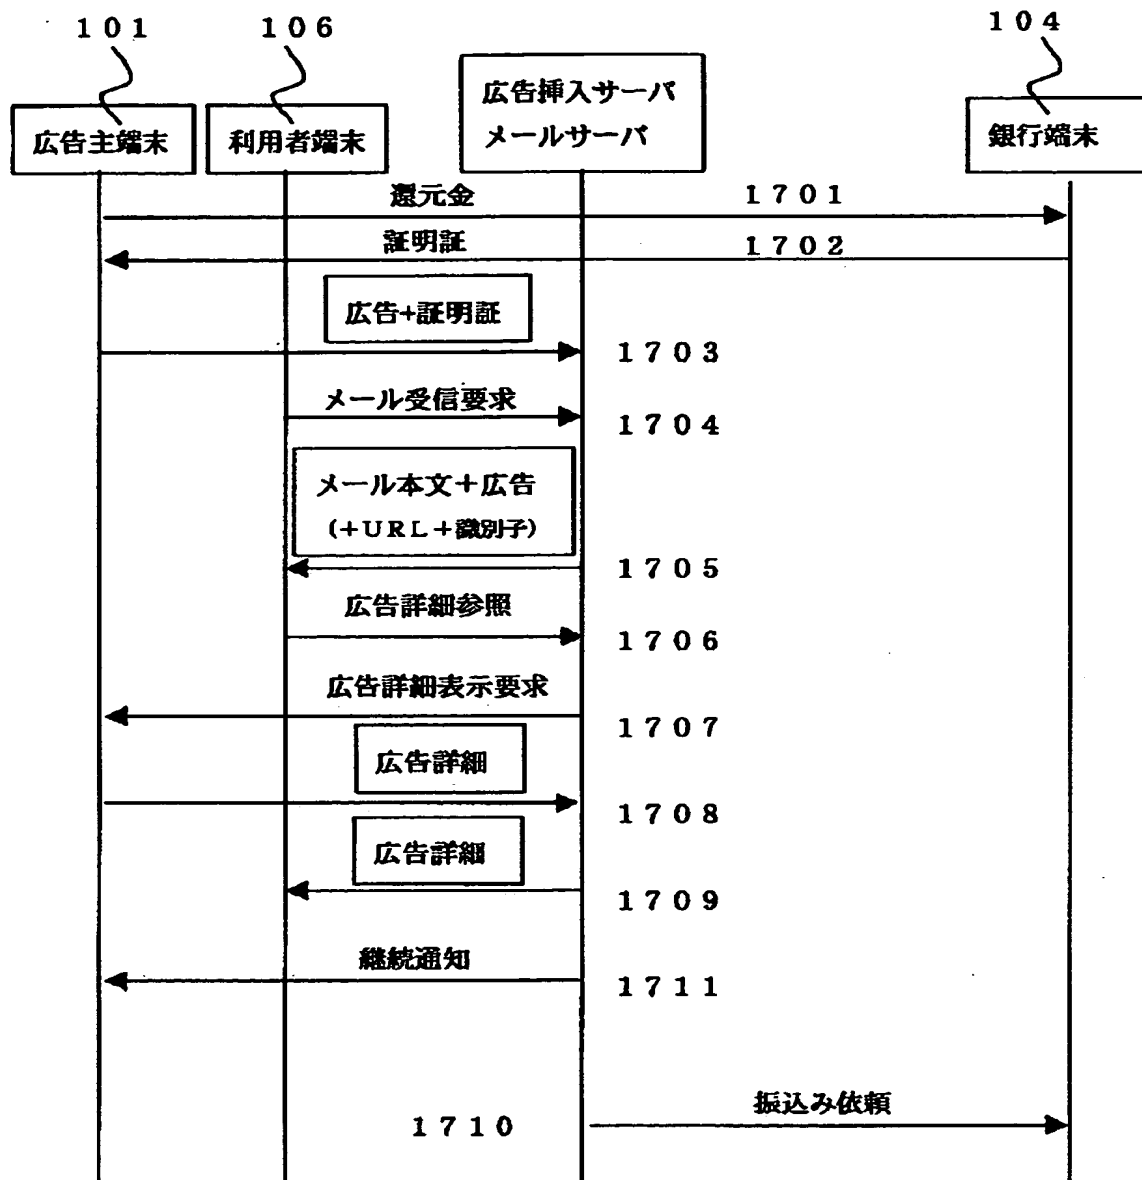 101
106
104
広告主端末
利用者端末
広告挿入サーバ
メールサーバ
銀行端末
還元金
1701
証明証
1702
広告+証明証
1703
メール受信要求
1704
メール本文+広告
(+URL+識別子)
1705
広告詳細参照
1706
広告詳細表示要求
1707
広告詳細
1708
広告詳細
1709
継続通知
1711
振込み依頼
1710